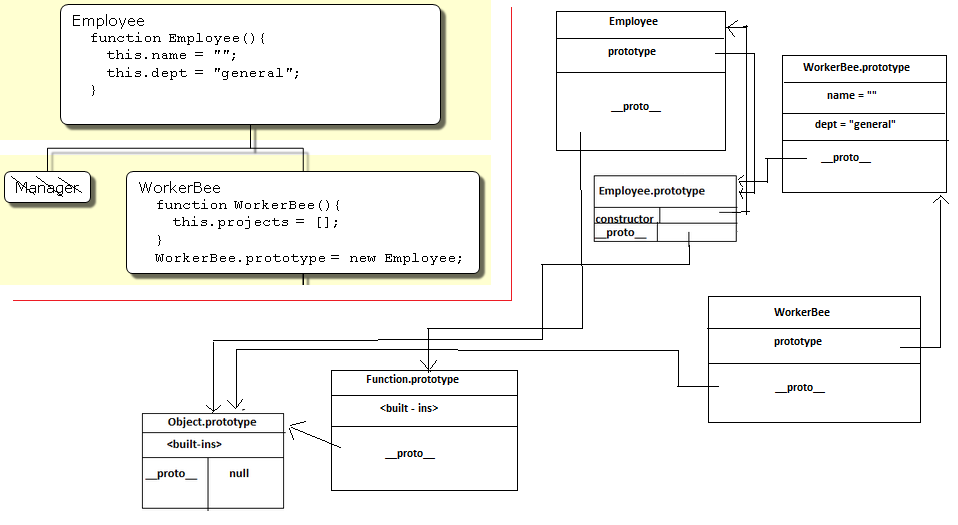 Employee
function Employee(){
this.name = "";
this.dept = "general";
}
Manager
WorkerBee
function WorkerBee(){
this.projects = [];
}
WorkerBee.prototype = new Employee;
Employee
prototype
__proto__
WorkerBee.prototype
name = ""
dept = "general"
__proto__
Employee.prototype
constructor
__proto__
WorkerBee
prototype
__proto__
Function.prototype
<built - ins>
__proto__
Object.prototype
<built-ins>
__proto__ null